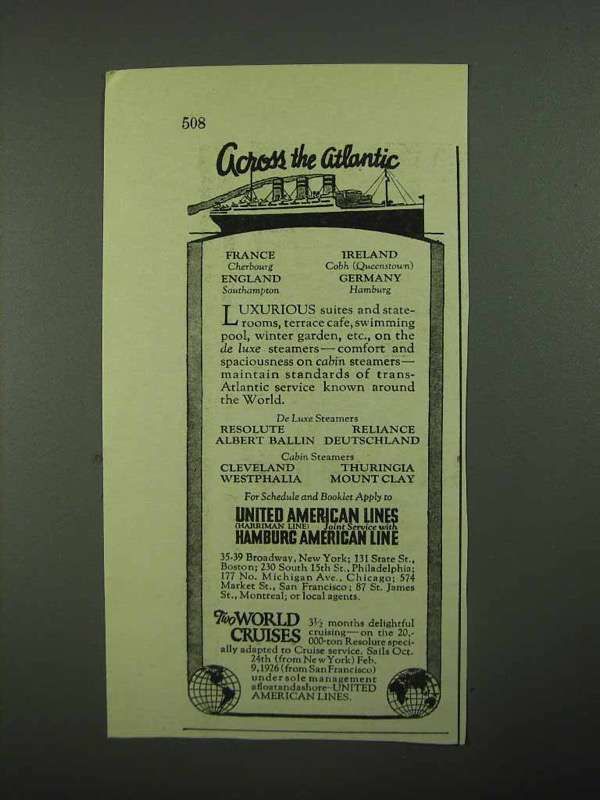 508
Across the Atlantic
FRANCE IRELAND
Cherbourg Cobh (Queenstown)
ENGLAND GERMANY
Southampton Hamburg
LUXURIOUS suites and state-
rooms, terrace cafe, swimming
pool, winter garden, etc., on the
de luxe steamers—comfort and
spaciousness on cabin steamers—
maintain standards of trans-
Atlantic service known around
the World.
De Luxe Steamers
RESOLUTE RELIANCE
ALBERT BALLIN DEUTSCHLAND
Cabin Steamers
CLEVELAND THURINGIA
WESTPHALIA MOUNT CLAY
For Schedule and Booklet Apply to
UNITED AMERICAN LINES
(HARRIMAN LINE) Joint Service with
HAMBURG AMERICAN LINE
35-39 Broadway, New York; 131 State St.,
Boston; 230 South 15th St., Philadelphia;
177 No. Michigan Ave., Chicago; 574
Market St., San Francisco; 87 St. James
St., Montreal; or local agents.
Two WORLD CRUISES
3½ months delightful
cruising—on the 20,-
000-ton Resolute speci-
ally adapted to Cruise service. Sails Oct.
24th (from New York) Feb.
9, 1926 (from San Francisco)
under sole management
afloat and ashore—UNITED
AMERICAN LINES.